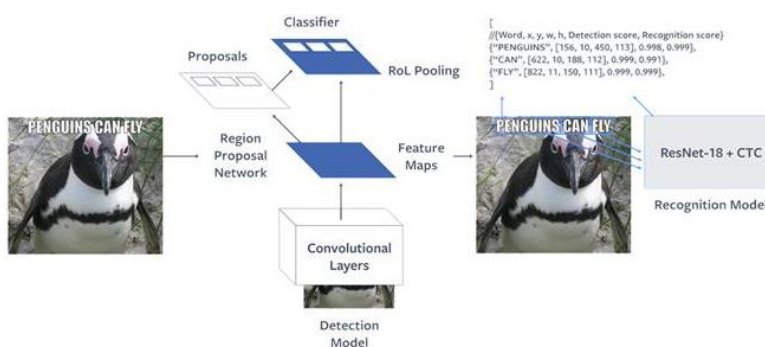 Classifier
Proposals
RoL Pooling
[
//{Word, x, y, w, h, Detection score, Recognition score}
{"PENGUINS", [156, 10, 450, 113], 0.998, 0.999},
{"CAN", [622, 10, 188, 112], 0.999, 0.991},
{"FLY", [822, 11, 150, 111], 0.999, 0.999},
]
PENGUINS CAN FLY
Region
Proposal
Network
Feature
Maps
PENGUINS CAN FLY
ResNet-18 + CTC
Recognition Model
Convolutional
Layers
Detection
Model